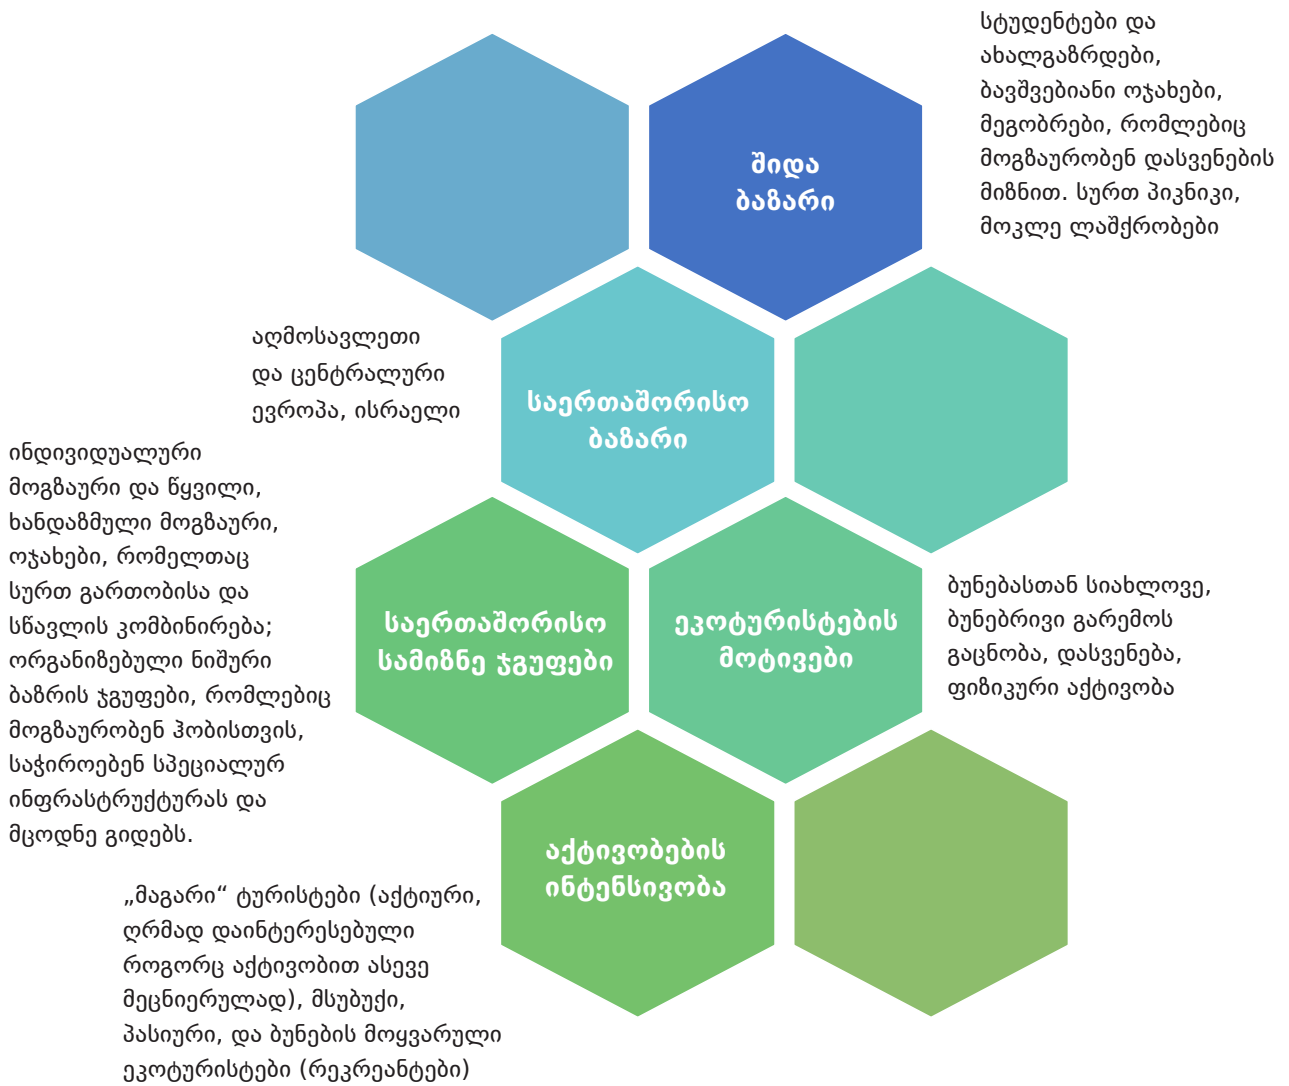 სტუდენტები და
ახალგაზრდები,
ბავშვებიანი ოჯახები,
მეგობრები, რომლებიც
მოგზაურობენ დასვენების
მიზნით. სურთ პიკნიკი,
მოკლე ლაშქრობები
შიდა
ბაზარი
აღმოსავლეთი
და ცენტრალური
ევროპა, ისრაელი
საერთაშორისო
ბაზარი
ინდივიდუალური
მოგზაური და წყვილი,
ხანდაზმული მოგზაური,
ოჯახები, რომელთაც
სურთ გართობისა და
სწავლის კომბინირება;
ორგანიზებული ნიშური
ბაზრის ჯგუფები, რომლებიც
მოგზაურობენ ჰობისთვის,
საჭიროებენ სპეციალურ
ინფრასტრუქტურას და
მცოდნე გიდებს.
საერთაშორისო
სამიზნე ჯგუფები
ეკოტურისტების
მოტივები
ბუნებასთან სიახლოვე,
ბუნებრივი გარემოს
გაცნობა, დასვენება,
ფიზიკური აქტივობა
აქტივობების
ინტენსივობა
„მაგარი“ ტურისტები (აქტიური,
ღრმად დაინტერესებული
როგორც აქტივობით ასევე
მეცნიერულად), მსუბუქი,
პასიური, და ბუნების მოყვარული
ეკოტურისტები (რეკრეანტები)